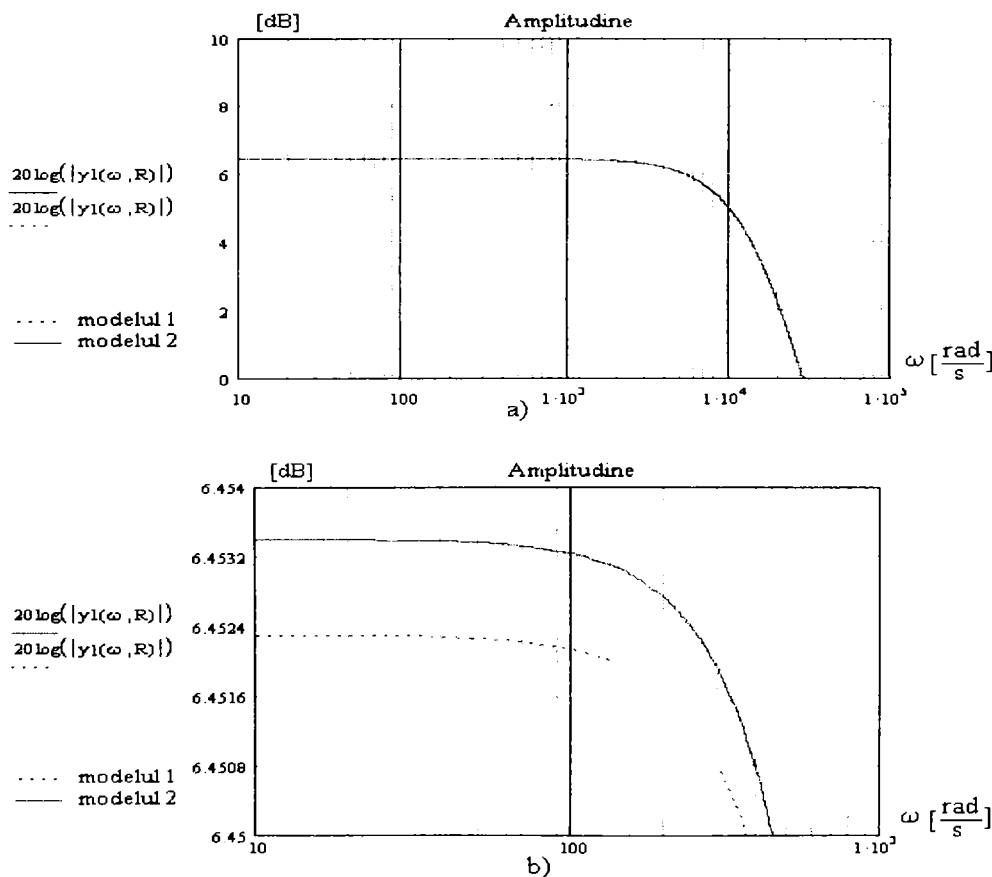 [dB] Amplitudine
10
8
6
4
2
0
20log(|y1(ω,R)|)
20log(|y1(ω,R)|)
modelul 1
modelul 2
10 100 1·10³ 1·10⁴ 1·10⁵
ω [rad/s]
a)
[dB] Amplitudine
6.454
6.4532
6.4524
6.4516
6.4508
6.45
20log(|y1(ω,R)|)
20log(|y1(ω,R)|)
modelul 1
modelul 2
10 100 1·10³
ω [rad/s]
b)